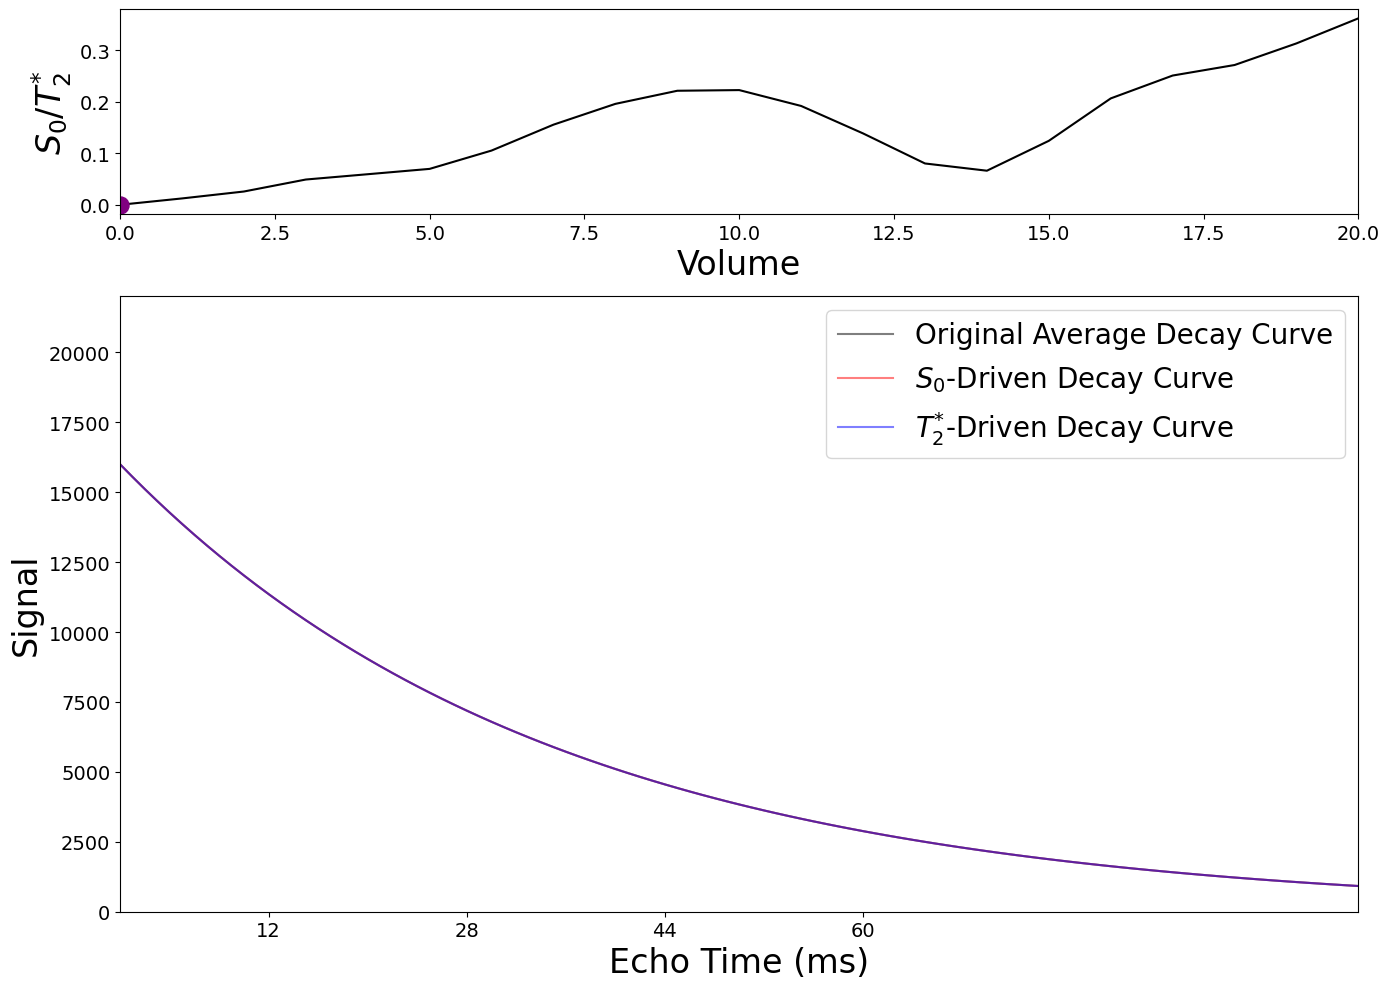 0.3
0.2
0.1
0.0
S₀/T₂*
0.0 2.5 5.0 7.5 10.0 12.5 15.0 17.5 20.0
Volume
Original Average Decay Curve
S₀-Driven Decay Curve
T₂*-Driven Decay Curve
20000
17500
15000
12500
10000
7500
5000
2500
0
Signal
12 28 44 60
Echo Time (ms)